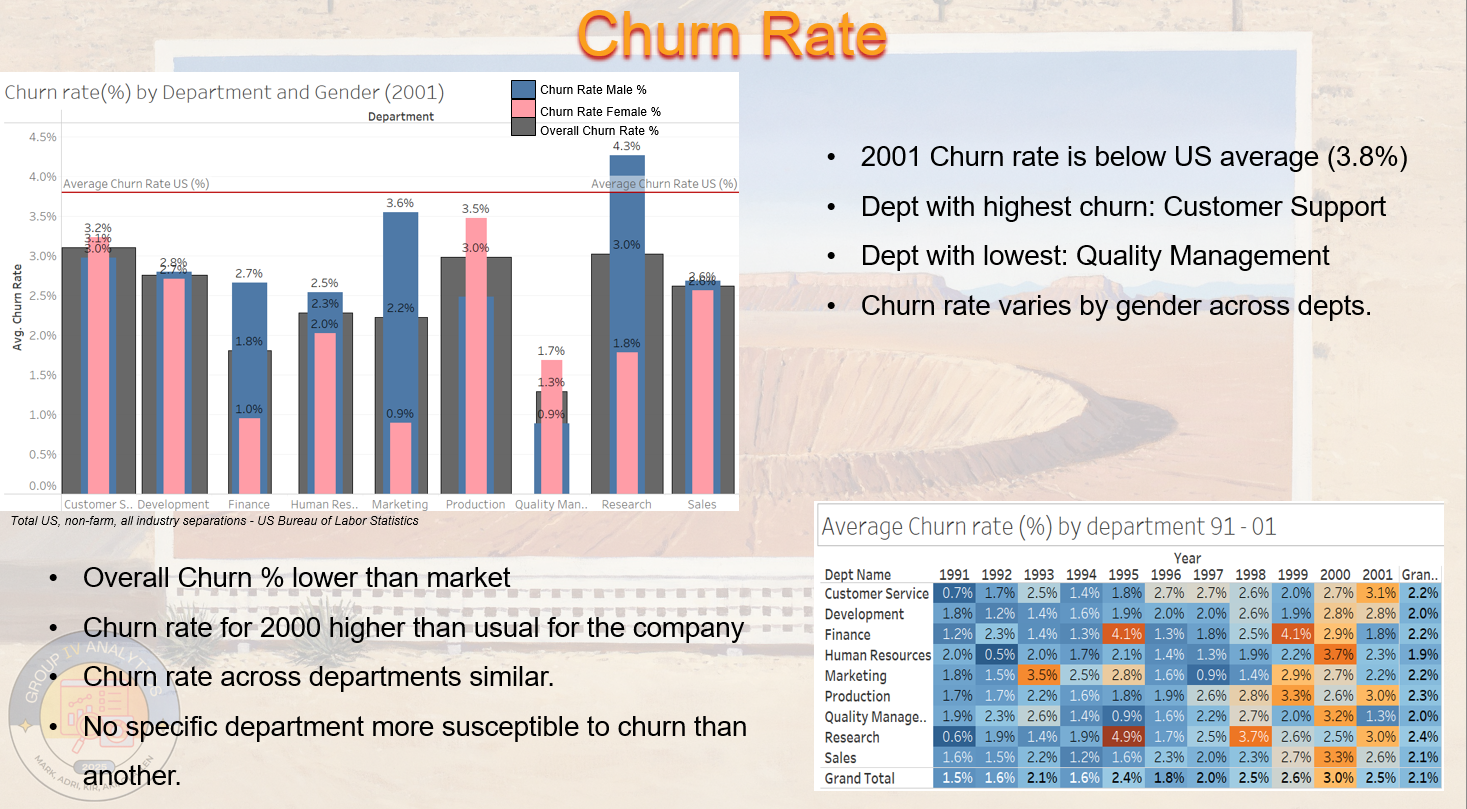 Churn Rate
Churn rate(%) by Department and Gender (2001)
Churn Rate Male %
Churn Rate Female %
Overall Churn Rate %
Department
Avg. Churn Rate
4.5%
4.0%
3.5%
3.0%
2.5%
2.0%
1.5%
1.0%
0.5%
0.0%
Average Churn Rate US (%)
Average Churn Rate US (%)
3.2%
3.1%
3.0%
2.8%
2.7%
2.7%
1.8%
1.0%
2.5%
2.3%
2.0%
3.6%
2.2%
0.9%
3.5%
3.0%
1.7%
1.3%
0.9%
4.3%
3.0%
1.8%
2.6%
Customer S.. Development Finance Human Res.. Marketing Production Quality Man.. Research Sales
Total US, non-farm, all industry separations - US Bureau of Labor Statistics
• 2001 Churn rate is below US average (3.8%)
• Dept with highest churn: Customer Support
• Dept with lowest: Quality Management
• Churn rate varies by gender across depts.
• Overall Churn % lower than market
• Churn rate for 2000 higher than usual for the company
• Churn rate across departments similar.
• No specific department more susceptible to churn than
another.
GROUP IV ANALYTICS
2025
Average Churn rate (%) by department 91 - 01
Year
Dept Name 1991 1992 1993 1994 1995 1996 1997 1998 1999 2000 2001 Gran..
Customer Service 0.7% 1.7% 2.5% 1.4% 1.8% 2.7% 2.7% 2.6% 2.0% 2.7% 3.1% 2.2%
Development 1.8% 1.2% 1.4% 1.6% 1.9% 2.0% 2.0% 2.6% 1.9% 2.8% 2.8% 2.0%
Finance 1.2% 2.3% 1.4% 1.3% 4.1% 1.3% 1.8% 2.5% 4.1% 2.9% 1.8% 2.2%
Human Resources 2.0% 0.5% 2.0% 1.7% 2.1% 1.4% 1.3% 1.9% 2.2% 3.7% 2.3% 1.9%
Marketing 1.8% 1.5% 3.5% 2.5% 2.8% 1.6% 0.9% 1.4% 2.9% 2.7% 2.2% 2.2%
Production 1.7% 1.7% 2.2% 1.6% 1.8% 1.9% 2.6% 2.8% 3.3% 2.6% 3.0% 2.3%
Quality Manage.. 1.9% 2.3% 2.6% 1.4% 0.9% 1.6% 2.2% 2.7% 2.0% 3.2% 1.3% 2.0%
Research 0.6% 1.9% 1.4% 1.9% 4.9% 1.7% 2.5% 3.7% 2.6% 2.5% 3.0% 2.4%
Sales 1.6% 1.5% 2.2% 1.2% 1.6% 2.3% 2.0% 2.3% 2.7% 3.3% 2.6% 2.1%
Grand Total 1.5% 1.6% 2.1% 1.6% 2.4% 1.8% 2.0% 2.5% 2.6% 3.0% 2.5% 2.1%